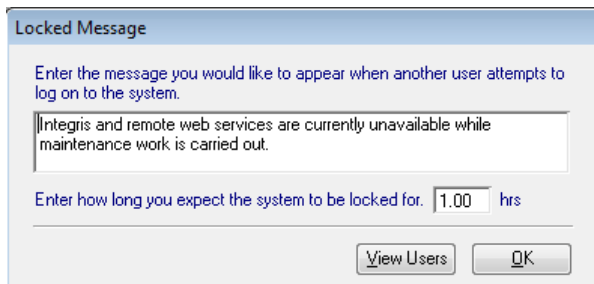 Locked Message
Enter the message you would like to appear when another user attempts to
log on to the system.
Integris and remote web services are currently unavailable while
maintenance work is carried out.
Enter how long you expect the system to be locked for. 1.00 hrs
View Users OK